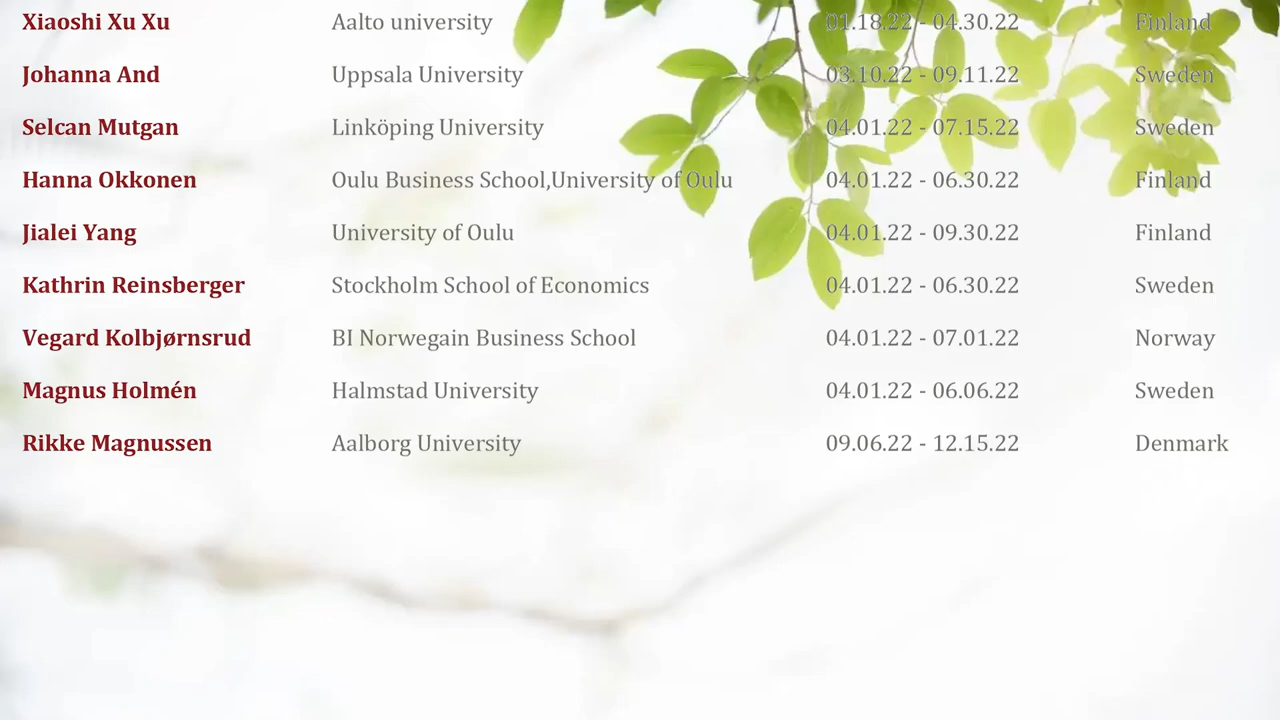 Xiaoshi Xu Xu Aalto university 01.18.22 - 04.30.22 Finland
Johanna And Uppsala University 03.10.22 - 09.11.22 Sweden
Selcan Mutgan Linköping University 04.01.22 - 07.15.22 Sweden
Hanna Okkonen Oulu Business School,University of Oulu 04.01.22 - 06.30.22 Finland
Jialei Yang University of Oulu 04.01.22 - 09.30.22 Finland
Kathrin Reinsberger Stockholm School of Economics 04.01.22 - 06.30.22 Sweden
Vegard Kolbjørnsrud BI Norwegain Business School 04.01.22 - 07.01.22 Norway
Magnus Holmén Halmstad University 04.01.22 - 06.06.22 Sweden
Rikke Magnussen Aalborg University 09.06.22 - 12.15.22 Denmark